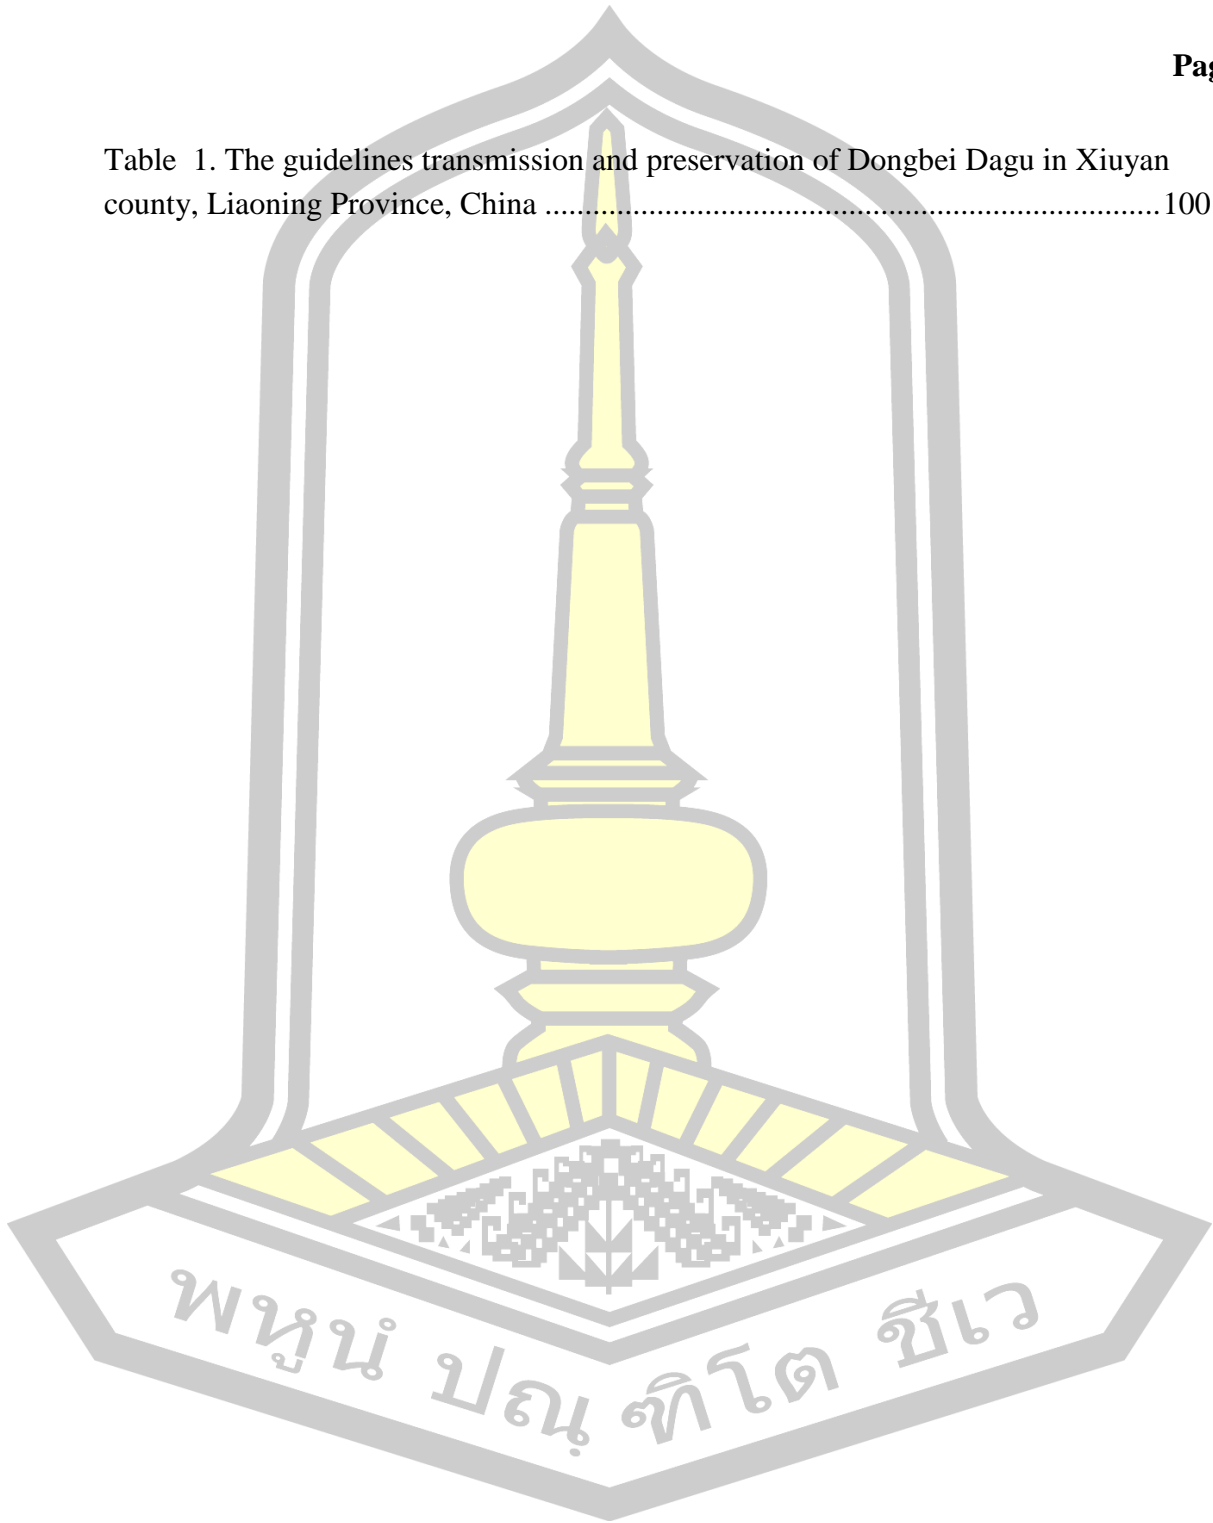 Pag
Table 1. The guidelines transmission and preservation of Dongbei Dagu in Xiuyan
county, Liaoning Province, China ............................................................................100
พหูนํ ปณฺฑิโต ชีเว